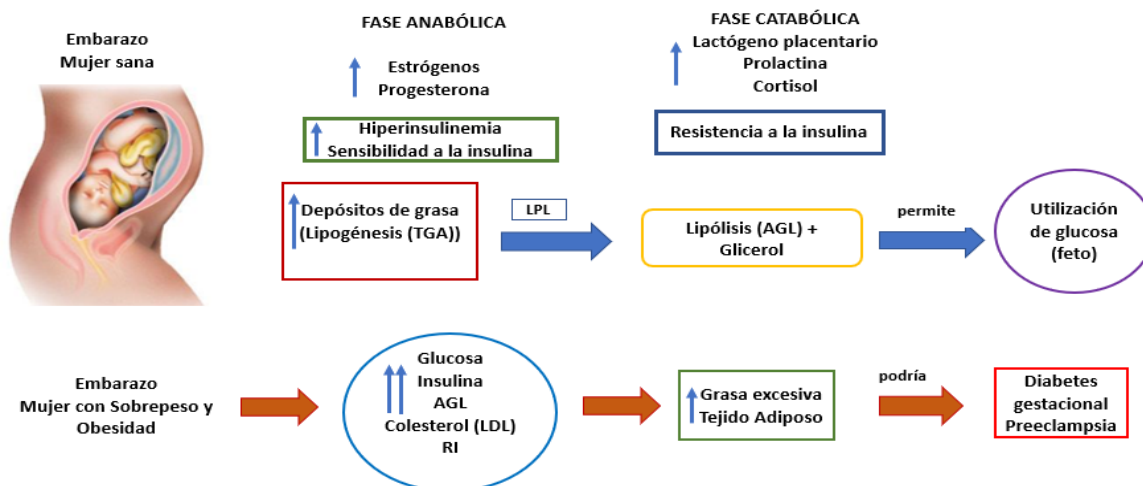 Embarazo
Mujer sana
FASE ANABÓLICA
Estrógenos
Progesterona
Hiperinsulinemia
Sensibilidad a la insulina
Depósitos de grasa
(Lipogénesis (TGA))
LPL
FASE CATABÓLICA
Lactógeno placentario
Prolactina
Cortisol
Resistencia a la insulina
Lipólisis (AGL) +
Glicerol
permite
Utilización
de glucosa
(feto)
Embarazo
Mujer con Sobrepeso y
Obesidad
Glucosa
Insulina
AGL
Colesterol (LDL)
RI
Grasa excesiva
Tejido Adiposo
podría
Diabetes
gestacional
Preeclampsia